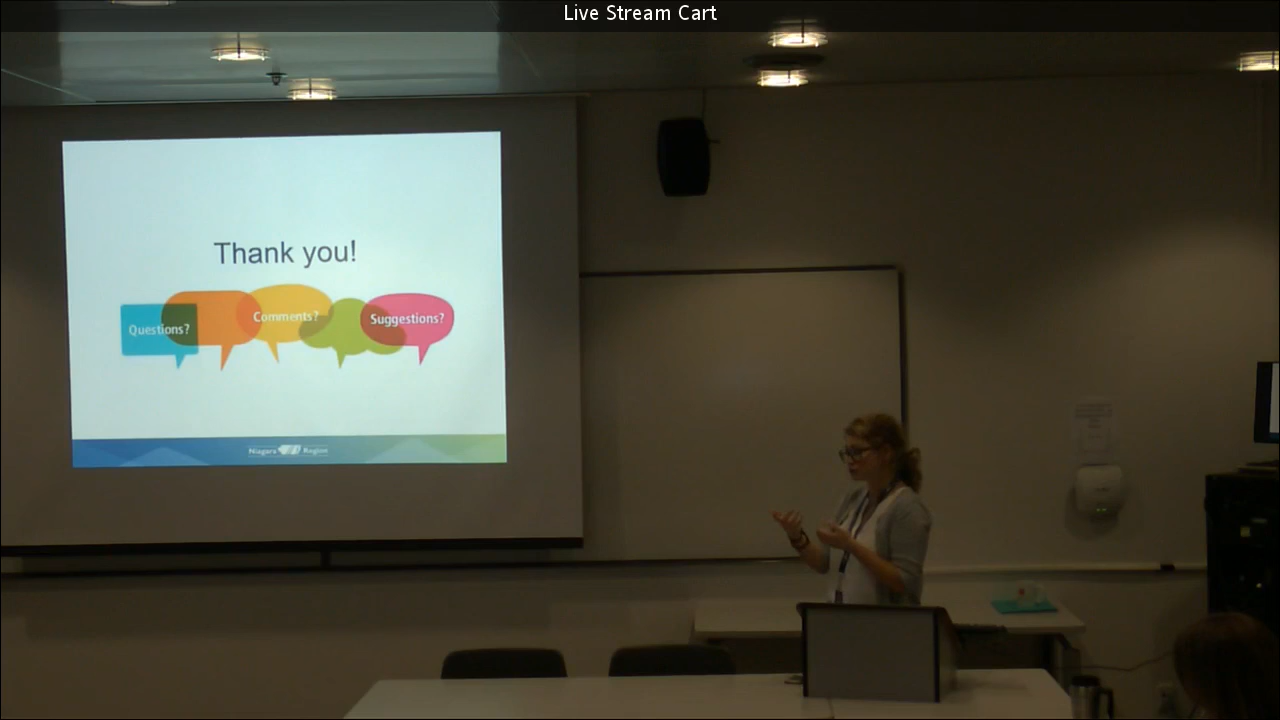 Live Stream Cart
Thank you!
Questions?
Comments?
Suggestions?
Niagara Region